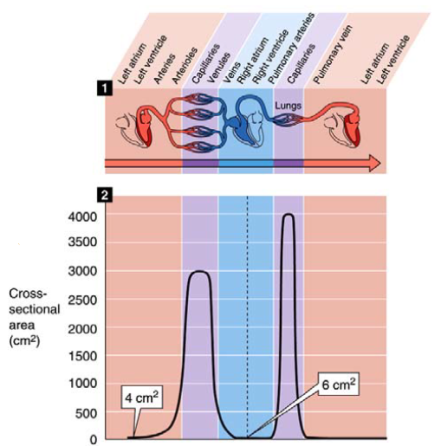 Left atrium
Left ventricle
Arteries
Arterioles
Capillaries
Venules
Veins
Right atrium
Right ventricle
Pulmonary arteries
Capillaries
Pulmonary vein
Left atrium
Left ventricle
1
Lungs
2
4000
3500
3000
2500
2000
1500
1000
500
0
Cross-
sectional
area
(cm2)
4 cm²
6 cm²